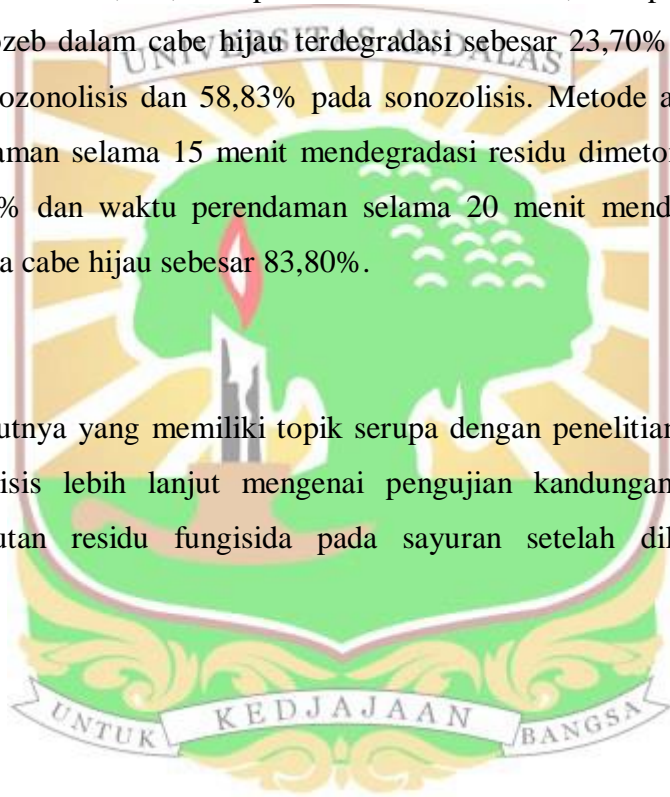 ozeb dalam cabe hijau terdegradasi sebesar 23,70%
UNIVERSITAS ANDALAS
ozonolisis dan 58,83% pada sonozolisis. Metode a
aman selama 15 menit mendegradasi residu dimeto
% dan waktu perendaman selama 20 menit mend
a cabe hijau sebesar 83,80%.
utnya yang memiliki topik serupa dengan penelitian
isis lebih lanjut mengenai pengujian kandungan
utan residu fungisida pada sayuran setelah dil
UNTUK KEDJAJAAN BANGSA